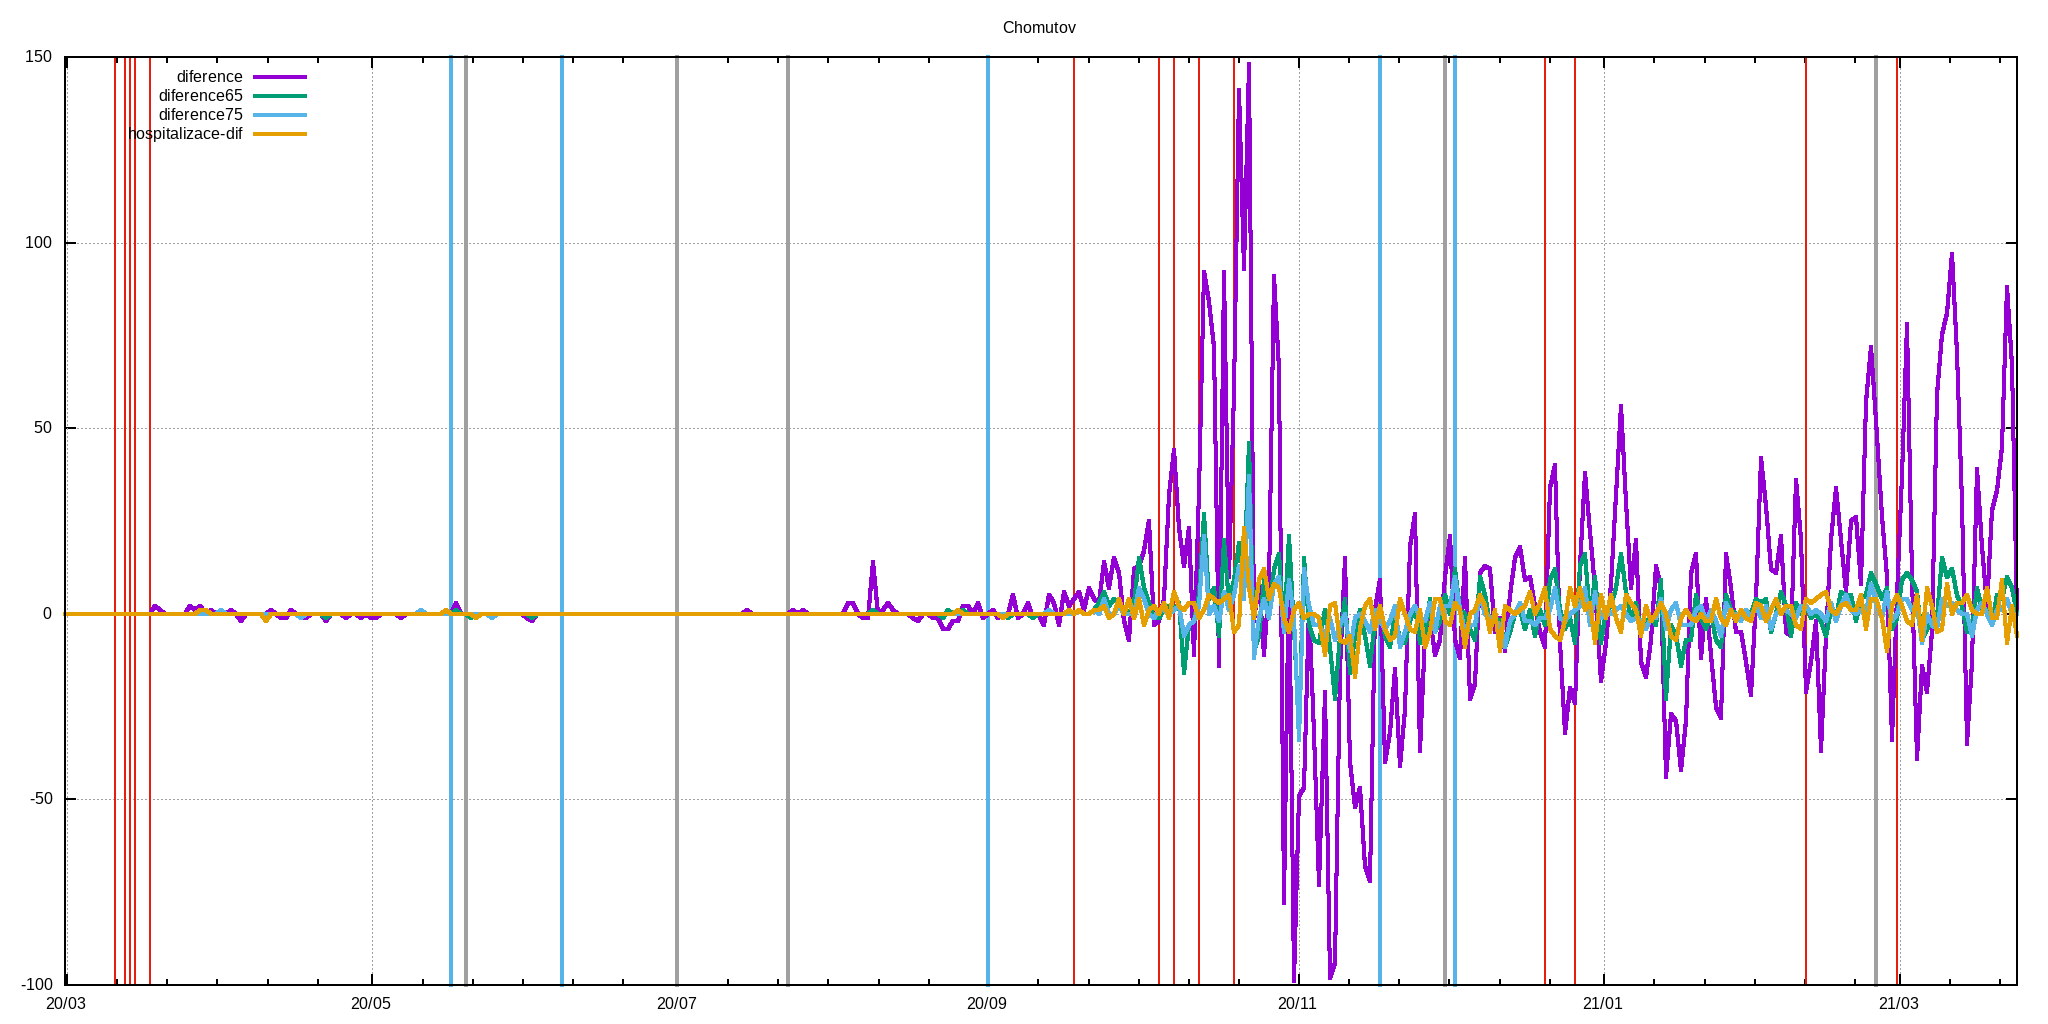 Chomutov
150
diference
diference65
diference75
hospitalizace-dif
100
50
0
-50
-100
20/03 20/05 20/07 20/09 20/11 21/01 21/03